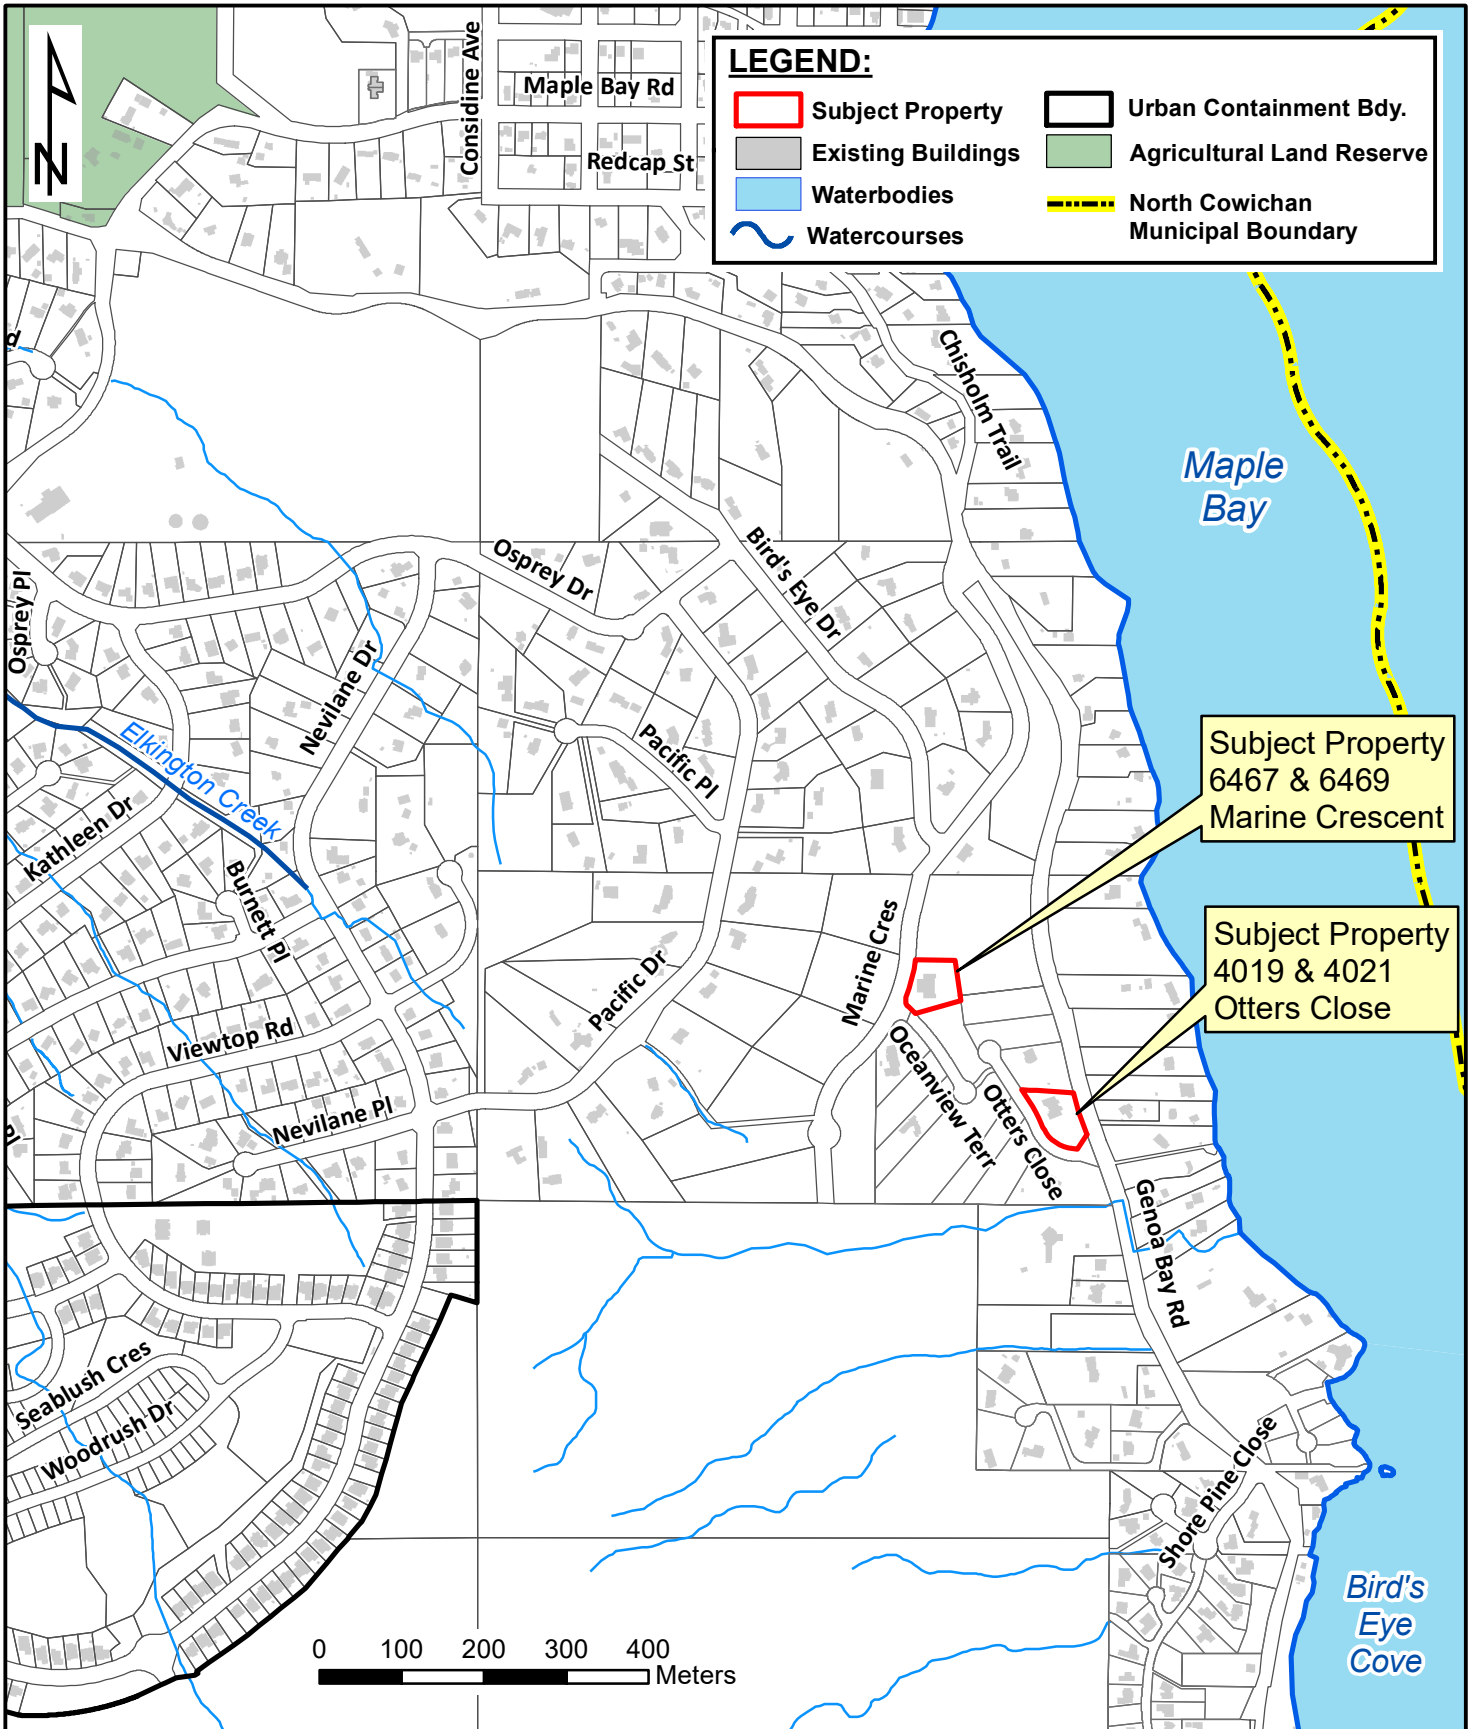 N
Considine Ave
Maple Bay Rd
Redcap St
LEGEND:
Subject Property
Existing Buildings
Waterbodies
Watercourses
Urban Containment Bdy.
Agricultural Land Reserve
North Cowichan
Municipal Boundary
d
Chisholm Trail
Maple
Bay
Osprey Dr
Bird's Eye Dr
Osprey Pl
Nevilane Dr
Pacific Pl
Elkington Creek
Kathleen Dr
Burnett Pl
Subject Property
6467 & 6469
Marine Crescent
Subject Property
4019 & 4021
Otters Close
Marine Cres
Pacific Dr
Viewtop Rd
Oceanview Terr
Otters Close
Nevilane Pl
Pl
Genoa Bay Rd
Seablush Cres
Woodrush Dr
Shore Pine Close
Bird's
Eye
Cove
0 100 200 300 400
Meters